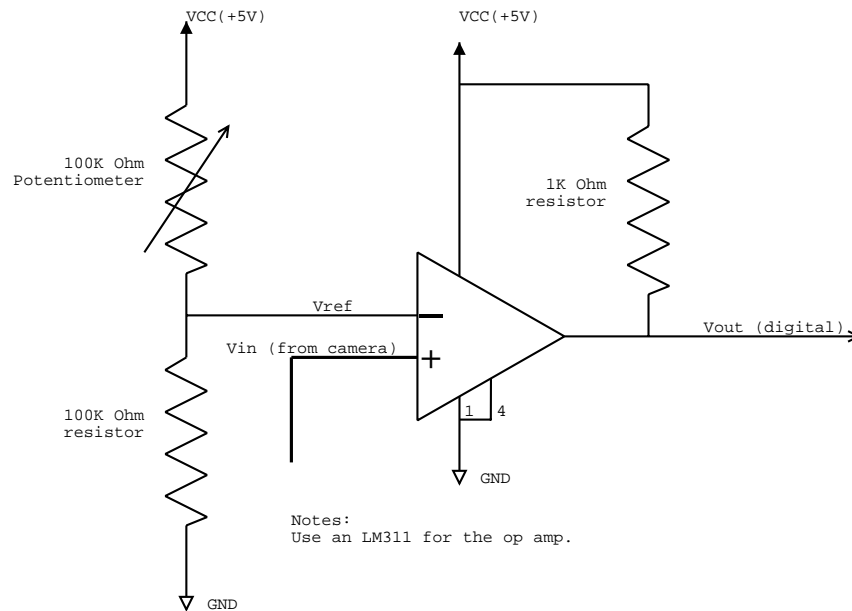 VCC(+5V)
VCC(+5V)
100K Ohm
Potentiometer
1K Ohm
resistor
Vref
Vout (digital)
Vin (from camera)
1
4
100K Ohm
resistor
GND
Notes:
Use an LM311 for the op amp.
GND